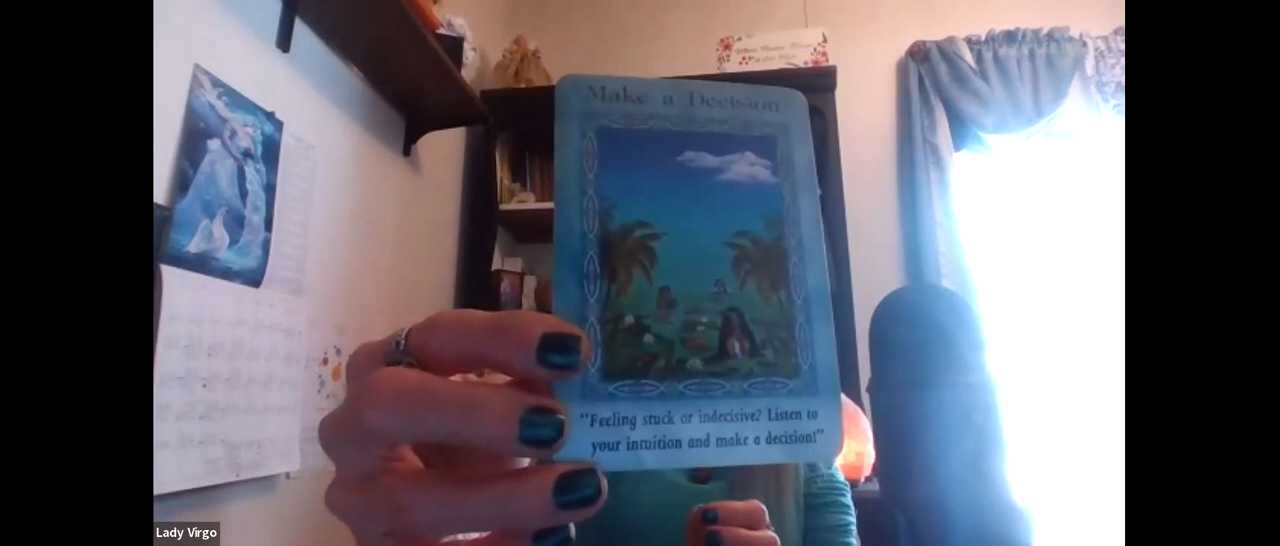 Make a Decision
"Feeling stuck or indecisive? Listen to
your intuition and make a decision!"
Lady Virgo